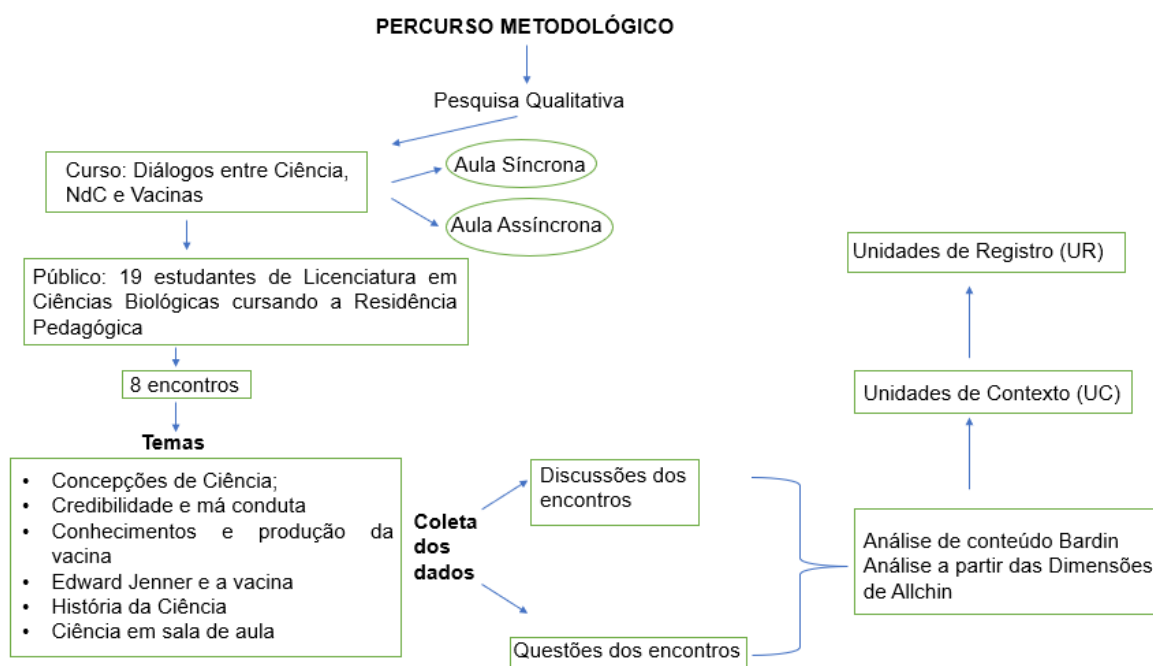 PERCURSO METODOLÓGICO
Pesquisa Qualitativa
Curso: Diálogos entre Ciência,
NdC e Vacinas
Aula Síncrona
Aula Assíncrona
Público: 19 estudantes de Licenciatura em
Ciências Biológicas cursando a Residência
Pedagógica
8 encontros
Temas
• Concepções de Ciência;
• Credibilidade e má conduta
• Conhecimentos e produção da
vacina
• Edward Jenner e a vacina
• História da Ciência
• Ciência em sala de aula
Coleta
dos
dados
Discussões dos
encontros
Questões dos encontros
Análise de conteúdo Bardin
Análise a partir das Dimensões
de Allchin
Unidades de Contexto (UC)
Unidades de Registro (UR)